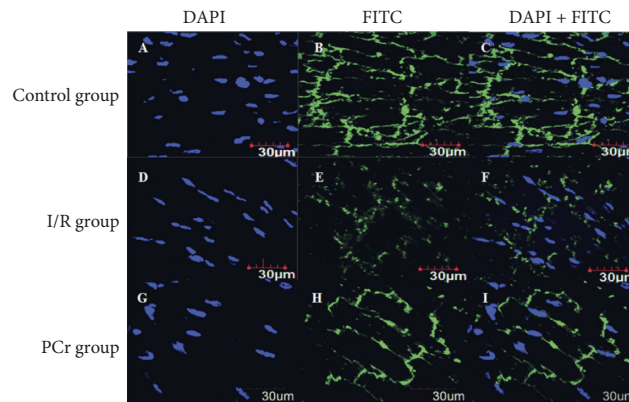 DAPI FITC DAPI + FITC
Control group
A B C
30μm 30μm 30μm
I/R group
D E F
30μm 30μm 30μm
PCr group
G H I
30um 30um 30um